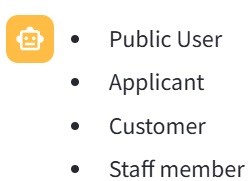 • Public User
• Applicant
• Customer
• Staff member